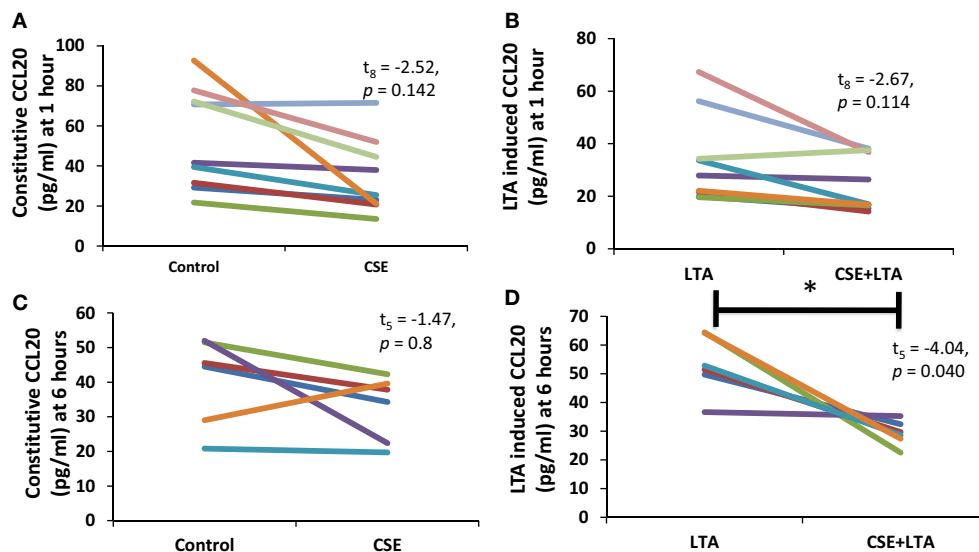 A
Constitutive CCL20
(pg/ml) at 1 hour
100
80
60
40
20
0
t8 = -2.52,
p = 0.142
Control
CSE
B
LTA induced CCL20
(pg/ml) at 1 hour
80
60
40
20
0
t8 = -2.67,
p = 0.114
LTA
CSE+LTA
C
Constitutive CCL20
(pg/ml) at 6 hours
60
50
40
30
20
10
0
t5 = -1.47,
p = 0.8
Control
CSE
D
LTA induced CCL20
(pg/ml) at 6 hours
70
60
50
40
30
20
10
0
*
t5 = -4.04,
p = 0.040
LTA
CSE+LTA